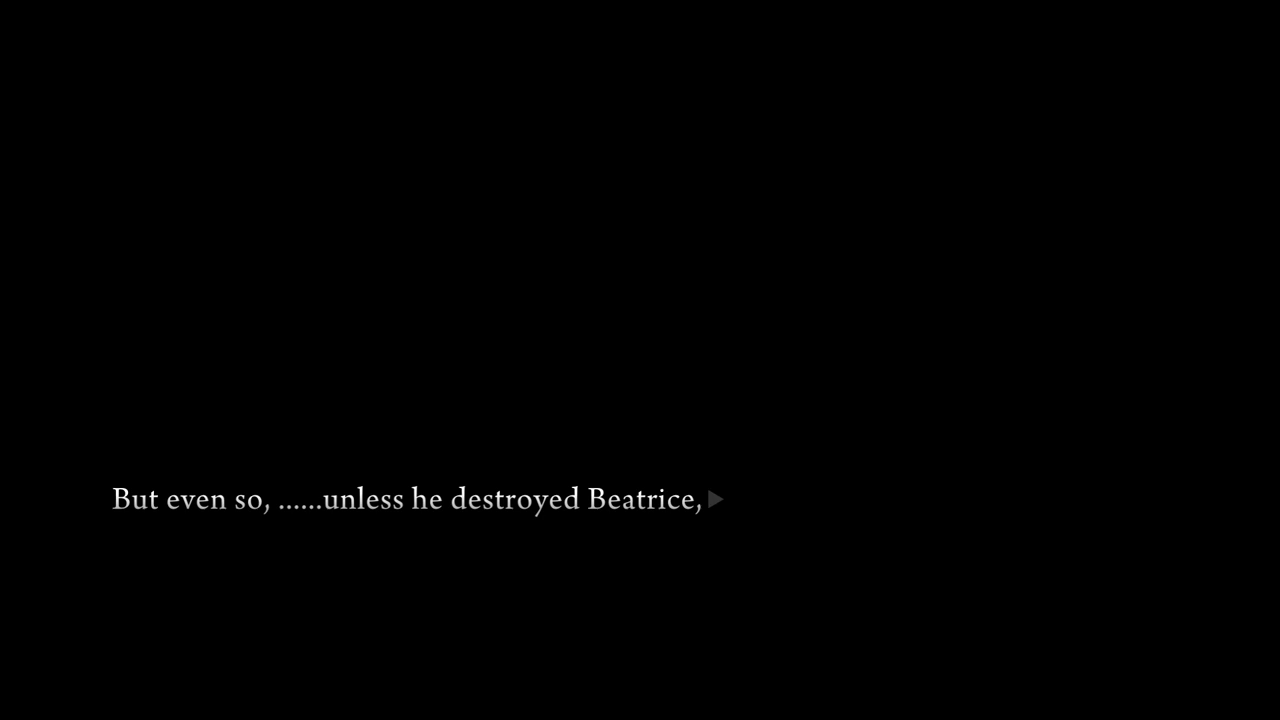 But even so, ......unless he destroyed Beatrice,